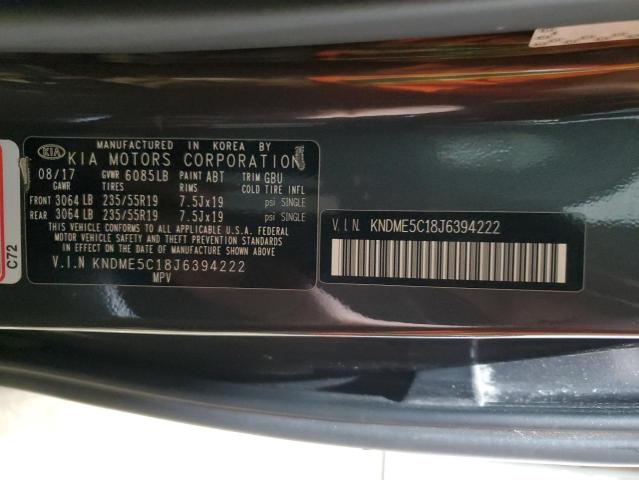 MANUFACTURED IN KOREA BY
KIA KIA MOTORS CORPORATION
08/17 GVWR 6085LB PAINT ABT TRIM GBU
GAWR TIRES RIMS COLD TIRE INFL
FRONT 3064 LB 235/55R19 7.5Jx19 psi SINGLE
REAR 3064 LB 235/55R19 7.5Jx19 psi SINGLE
THIS VEHICLE CONFORMS TO ALL APPLICABLE U.S.A. FEDERAL
MOTOR VEHICLE SAFETY AND THEFT PREVENTION STANDARDS
IN EFFECT ON THE DATE OF MANUFACTURE SHOWN ABOVE
V.I.N KNDME5C18J6394222
MPV
V.I.N. KNDME5C18J6394222
C72